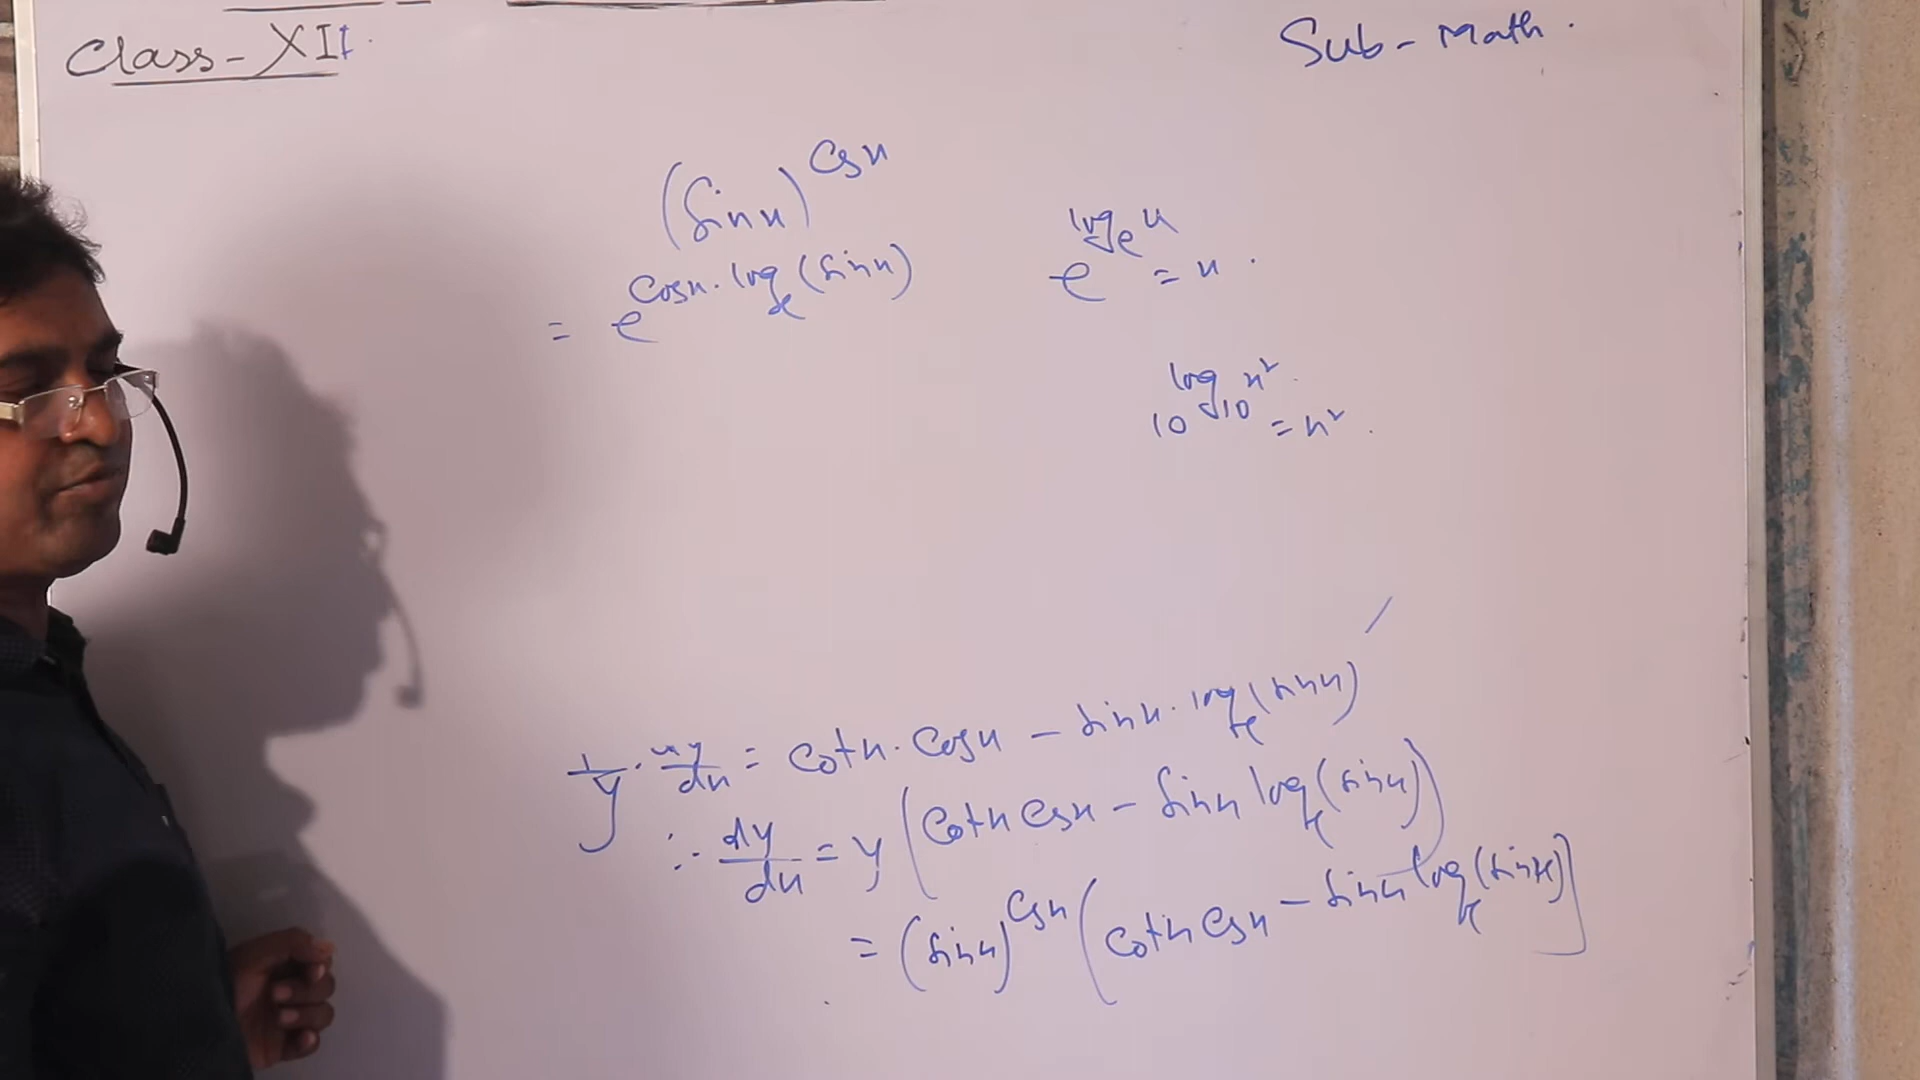 Class - XII
Sub - Math.
(sin x)^cos x
= e^cos x . log_e (sin x)
e^log_e x = x .
10^log_10 x² = x² .
1/y . dy/dx = cot x . cos x - sin x . log_e (sin x)
∴ dy/dx = y (cot x cos x - sin x log_e (sin x))
= (sin x)^cos x [cot x cos x - sin x log_e (sin x)]